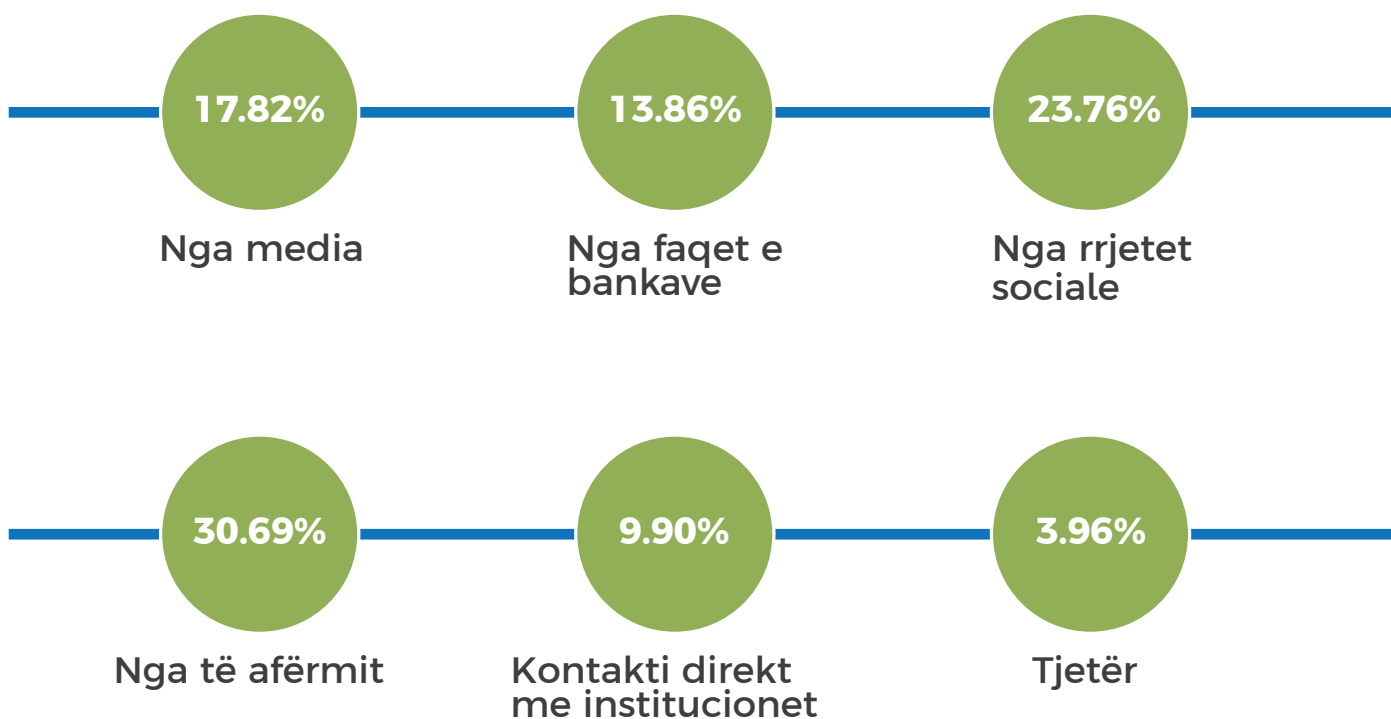 17.82%
13.86%
23.76%
Nga media
Nga faqet e
bankave
Nga rrjetet
sociale
30.69%
9.90%
3.96%
Nga të afërmit
Kontakti direkt
me institucionet
Tjetër